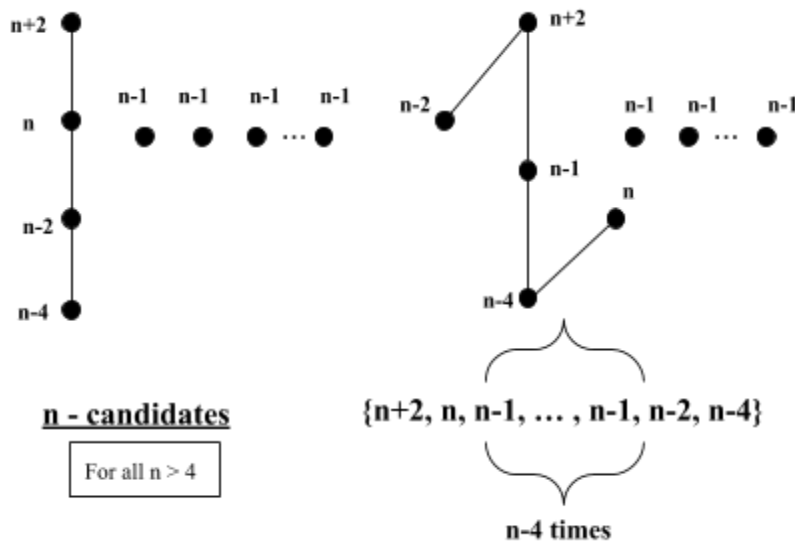 n+2
n
n-2
n-4
n-1 n-1 n-1 n-1
...
n+2
n-2
n-1
n-4
n
n-1 n-1 n-1
...
n - candidates
For all n > 4
{n+2, n, n-1, ... , n-1, n-2, n-4}
n-4 times